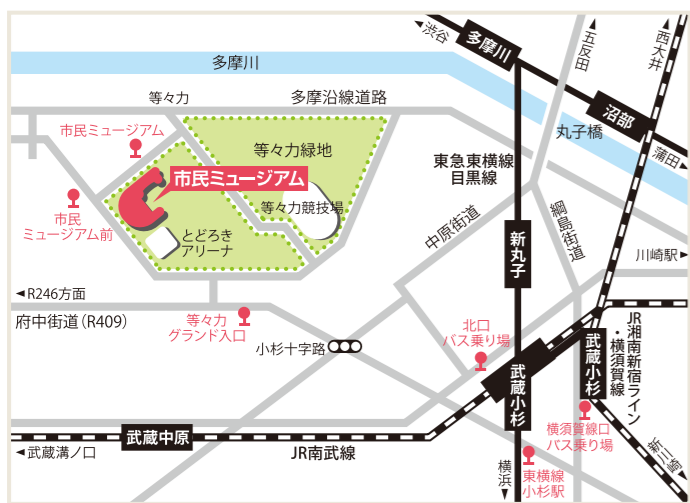 渋谷
多摩川
五反田
西大井
多摩川
沼部
等々力
多摩沿線道路
丸子橋
蒲田
市民ミュージアム
等々力緑地
東急東横線
目黒線
市民ミュージアム
等々力競技場
市民
ミュージアム前
とどろき
アリーナ
中原街道
綱島街道
新丸子
川崎駅
R246方面
府中街道（R409）
等々力
グランド入口
小杉十字路
北口
バス乗り場
武蔵小杉
武蔵小杉
JR湘南新宿ライン
・横須賀線
武蔵中原
武蔵溝ノ口
JR南武線
横浜
東横線
小杉駅
横須賀線口
バス乗り場
新川崎